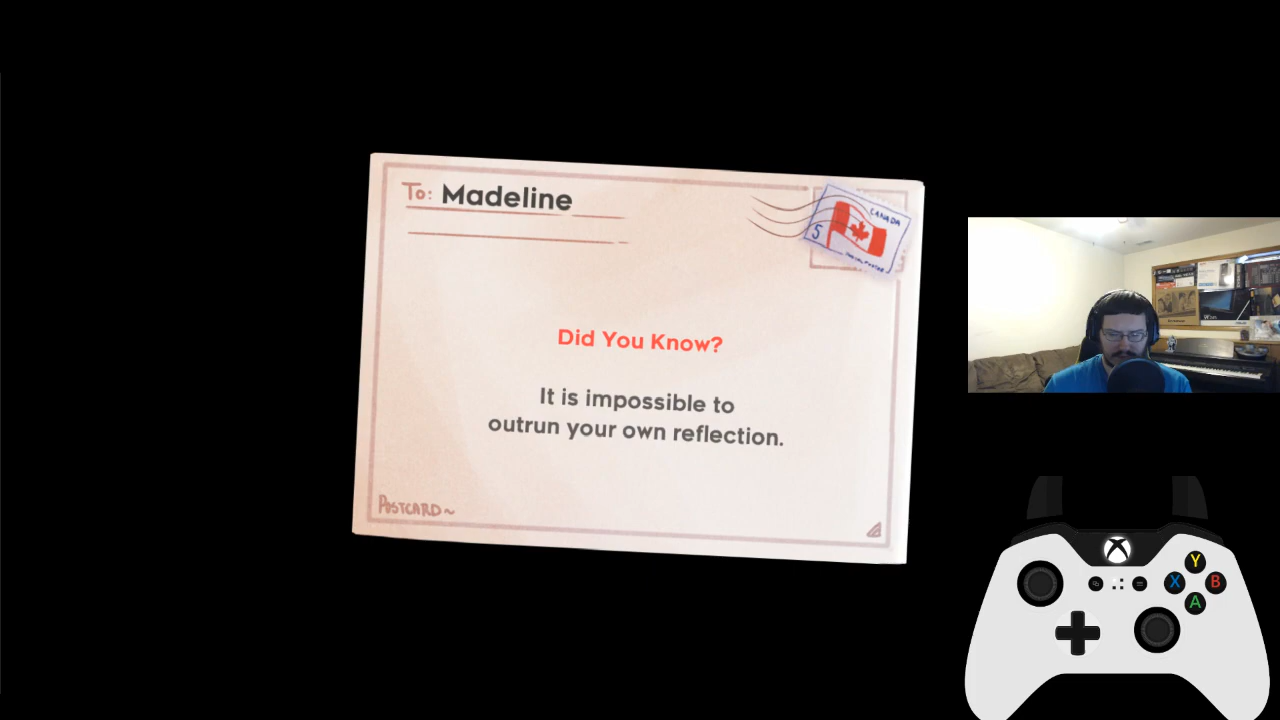 To: Madeline
CANADA
5
Did You Know?
It is impossible to
outrun your own reflection.
POSTCARD~
Y
X
B
A